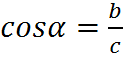 cosα = b/c